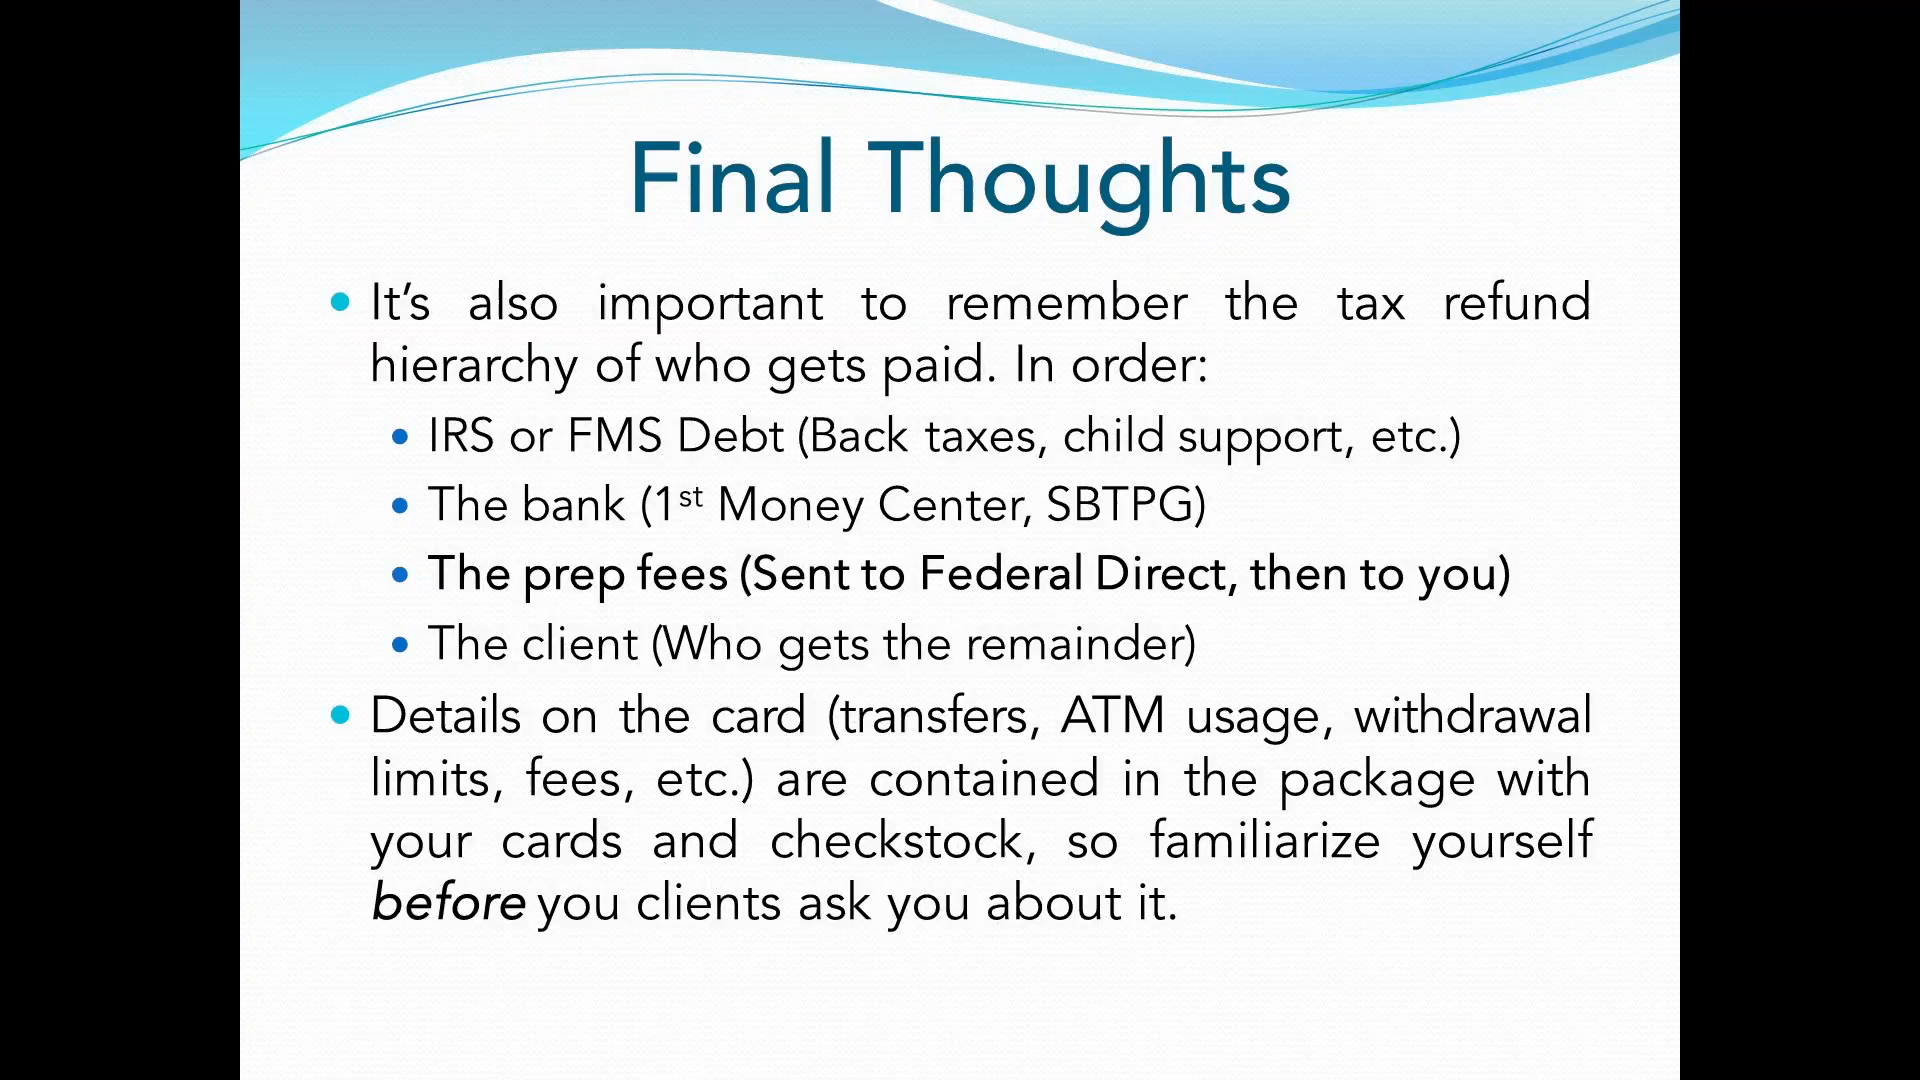 Final Thoughts
• It’s also important to remember the tax refund
hierarchy of who gets paid. In order:
• IRS or FMS Debt (Back taxes, child support, etc.)
• The bank (1st Money Center, SBTPG)
• The prep fees (Sent to Federal Direct, then to you)
• The client (Who gets the remainder)
• Details on the card (transfers, ATM usage, withdrawal
limits, fees, etc.) are contained in the package with
your cards and checkstock, so familiarize yourself
before you clients ask you about it.